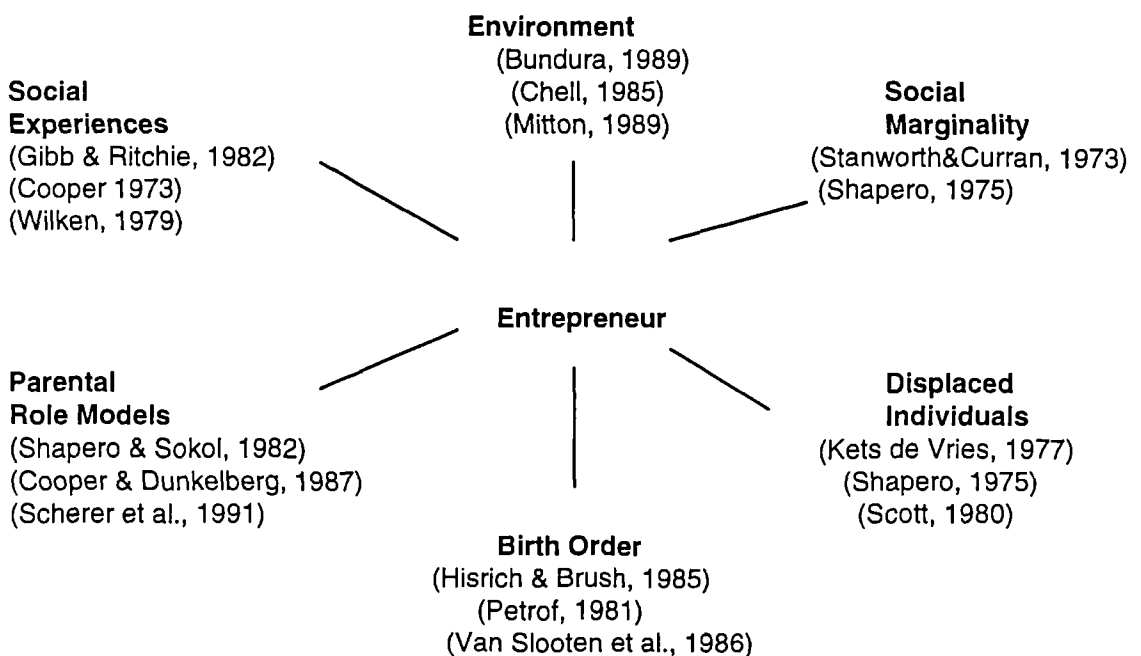 Environment
(Bundura, 1989)
(Chell, 1985)
(Mitton, 1989)
Social
Experiences
(Gibb & Ritchie, 1982)
(Cooper 1973)
(Wilken, 1979)
Social
Marginality
(Stanworth&Curran, 1973)
(Shapero, 1975)
Entrepreneur
Parental
Role Models
(Shapero & Sokol, 1982)
(Cooper & Dunkelberg, 1987)
(Scherer et al., 1991)
Displaced
Individuals
(Kets de Vries, 1977)
(Shapero, 1975)
(Scott, 1980)
Birth Order
(Hisrich & Brush, 1985)
(Petrof, 1981)
(Van Slooten et al., 1986)